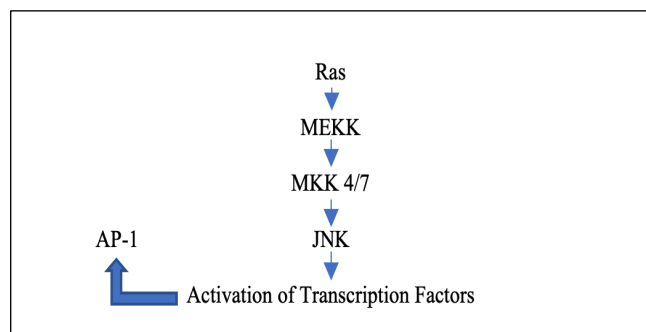 Ras
MEKK
MKK 4/7
AP-1
JNK
Activation of Transcription Factors